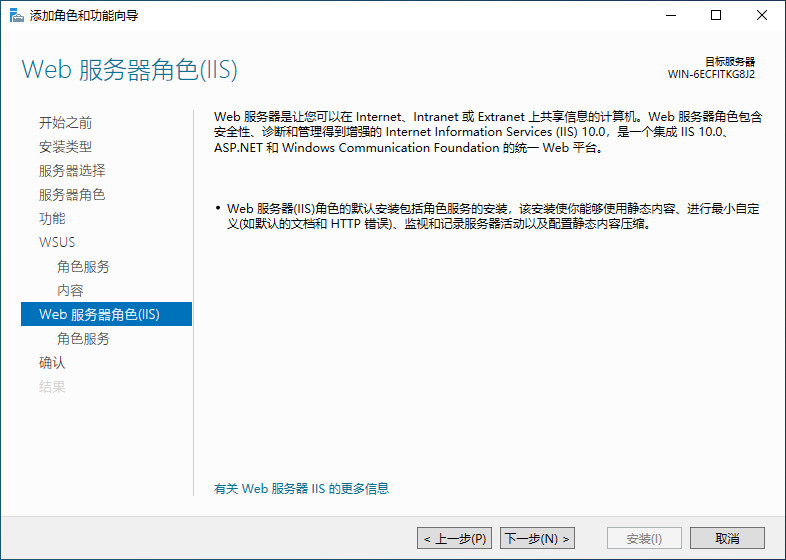 添加角色和功能向导
Web 服务器角色(IIS)
目标服务器
WIN-6ECFITKG8J2
开始之前
安装类型
服务器选择
服务器角色
功能
WSUS
角色服务
内容
Web 服务器角色(IIS)
角色服务
确认
结果
Web 服务器是让您可以在 Internet、Intranet 或 Extranet 上共享信息的计算机。Web 服务器角色包含
安全性、诊断和管理得到增强的 Internet Information Services (IIS) 10.0，是一个集成 IIS 10.0、
ASP.NET 和 Windows Communication Foundation 的统一 Web 平台。
• Web 服务器(IIS)角色的默认安装包括角色服务的安装，该安装使你能够使用静态内容、进行最小自定
义(如默认的文档和 HTTP 错误)、监视和记录服务器活动以及配置静态内容压缩。
有关 Web 服务器 IIS 的更多信息
< 上一步(P)
下一步(N) >
安装(I)
取消